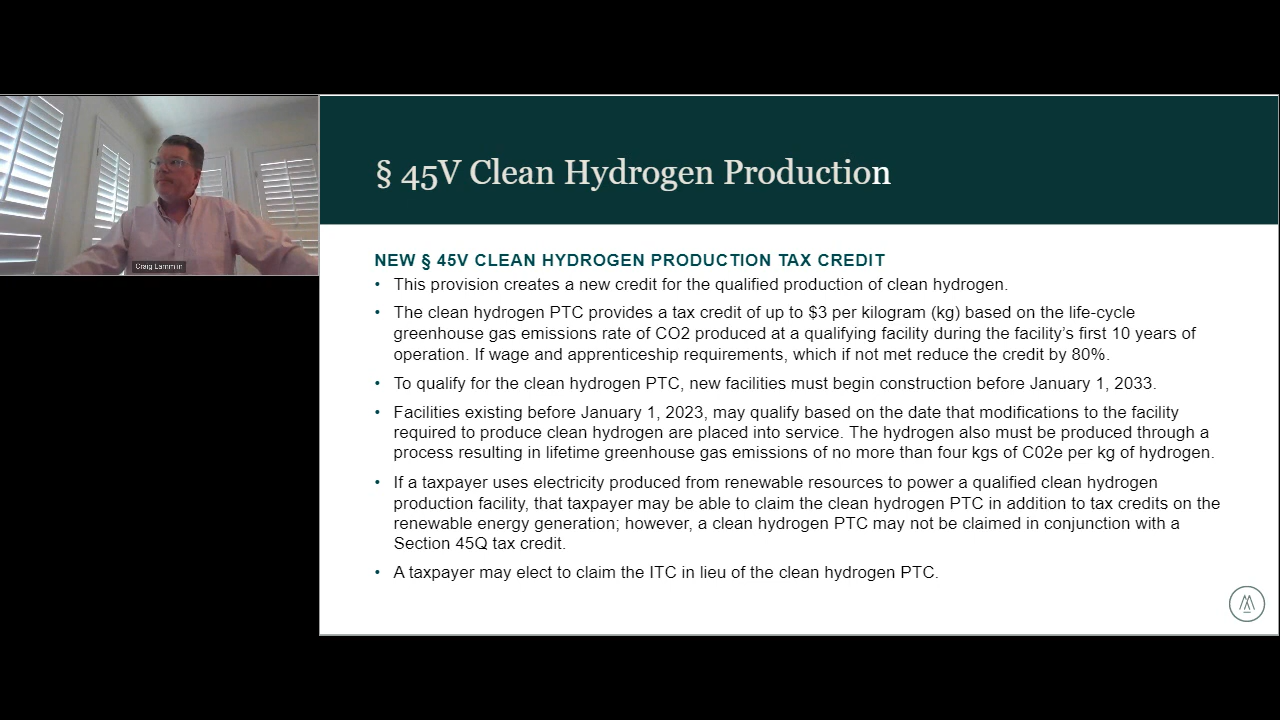 § 45V Clean Hydrogen Production
Craig Lammlin
NEW § 45V CLEAN HYDROGEN PRODUCTION TAX CREDIT
• This provision creates a new credit for the qualified production of clean hydrogen.
• The clean hydrogen PTC provides a tax credit of up to $3 per kilogram (kg) based on the life-cycle
greenhouse gas emissions rate of CO2 produced at a qualifying facility during the facility's first 10 years of
operation. If wage and apprenticeship requirements, which if not met reduce the credit by 80%.
• To qualify for the clean hydrogen PTC, new facilities must begin construction before January 1, 2033.
• Facilities existing before January 1, 2023, may qualify based on the date that modifications to the facility
required to produce clean hydrogen are placed into service. The hydrogen also must be produced through a
process resulting in lifetime greenhouse gas emissions of no more than four kgs of C02e per kg of hydrogen.
• If a taxpayer uses electricity produced from renewable resources to power a qualified clean hydrogen
production facility, that taxpayer may be able to claim the clean hydrogen PTC in addition to tax credits on the
renewable energy generation; however, a clean hydrogen PTC may not be claimed in conjunction with a
Section 45Q tax credit.
• A taxpayer may elect to claim the ITC in lieu of the clean hydrogen PTC.